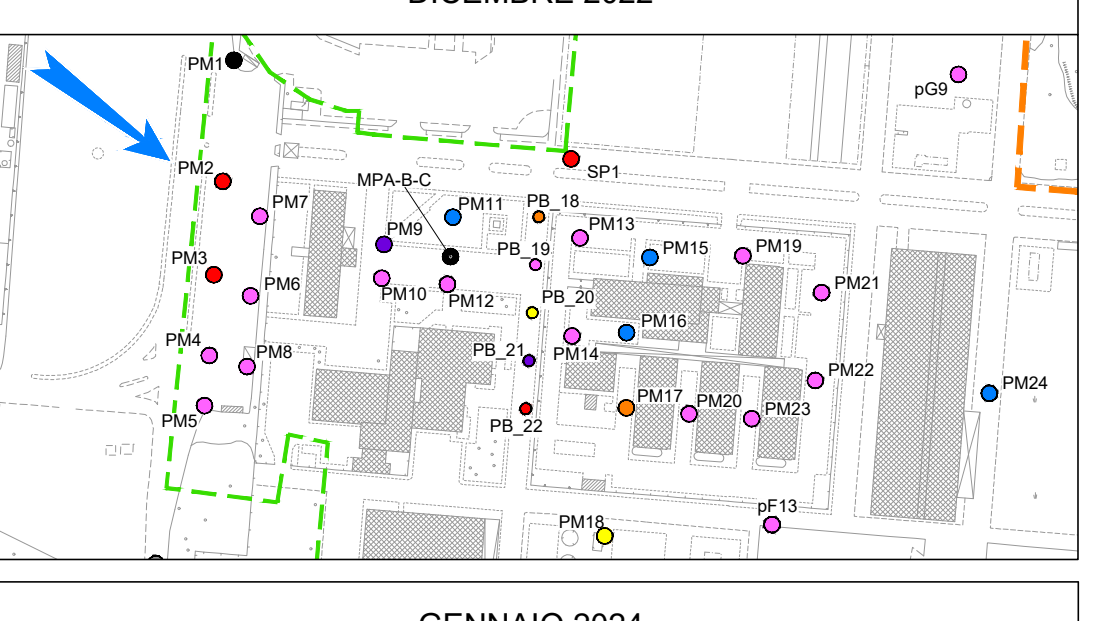 DICEMBRE 2022
PM1
pG9
PM2
SP1
MPA-B-C
PM7
PM11
PB_18
PM13
PM9
PB_19
PM15
PM19
PM3
PM6
PM10
PM12
PB_20
PM21
PM4
PM8
PB_21
PM14
PM16
PM22
PM24
PM5
PB_22
PM17
PM20
PM23
pF13
PM18
GENNAIO 2024